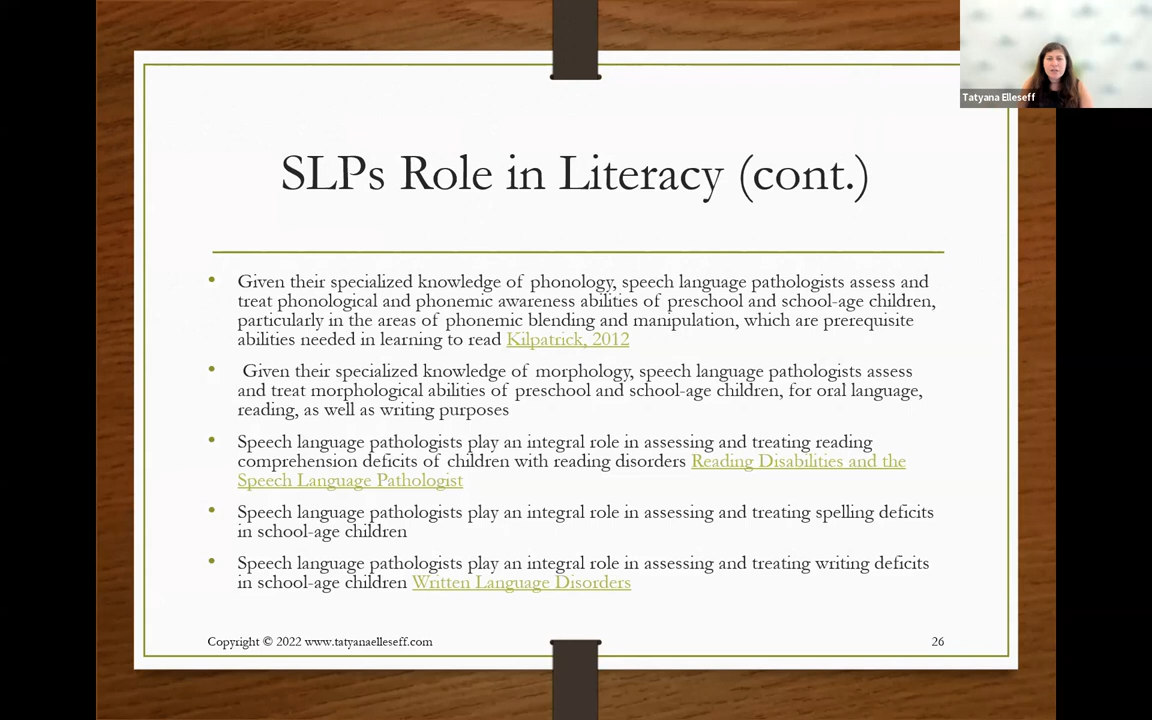 Tatyana Elleseff
SLPs Role in Literacy (cont.)
• Given their specialized knowledge of phonology, speech language pathologists assess and
treat phonological and phonemic awareness abilities of preschool and school-age children,
particularly in the areas of phonemic blending and manipulation, which are prerequisite
abilities needed in learning to read Kilpatrick, 2012
• Given their specialized knowledge of morphology, speech language pathologists assess
and treat morphological abilities of preschool and school-age children, for oral language,
reading, as well as writing purposes
• Speech language pathologists play an integral role in assessing and treating reading
comprehension deficits of children with reading disorders Reading Disabilities and the
Speech Language Pathologist
• Speech language pathologists play an integral role in assessing and treating spelling deficits
in school-age children
• Speech language pathologists play an integral role in assessing and treating writing deficits
in school-age children Written Language Disorders
Copyright © 2022 www.tatyanaelleseff.com
26